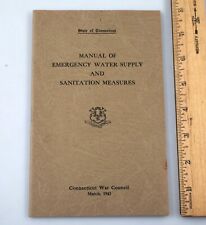 State of Connecticut
MANUAL OF
EMERGENCY WATER SUPPLY
AND
SANITATION MEASURES
Connecticut War Council
March, 1943